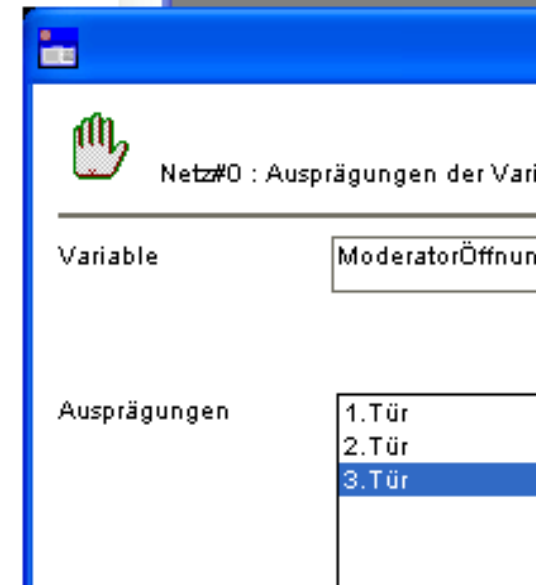 Netz#0 : Ausprägungen der Vari
Variable
ModeratorÖffnun
Ausprägungen
1.Tür
2.Tür
3.Tür